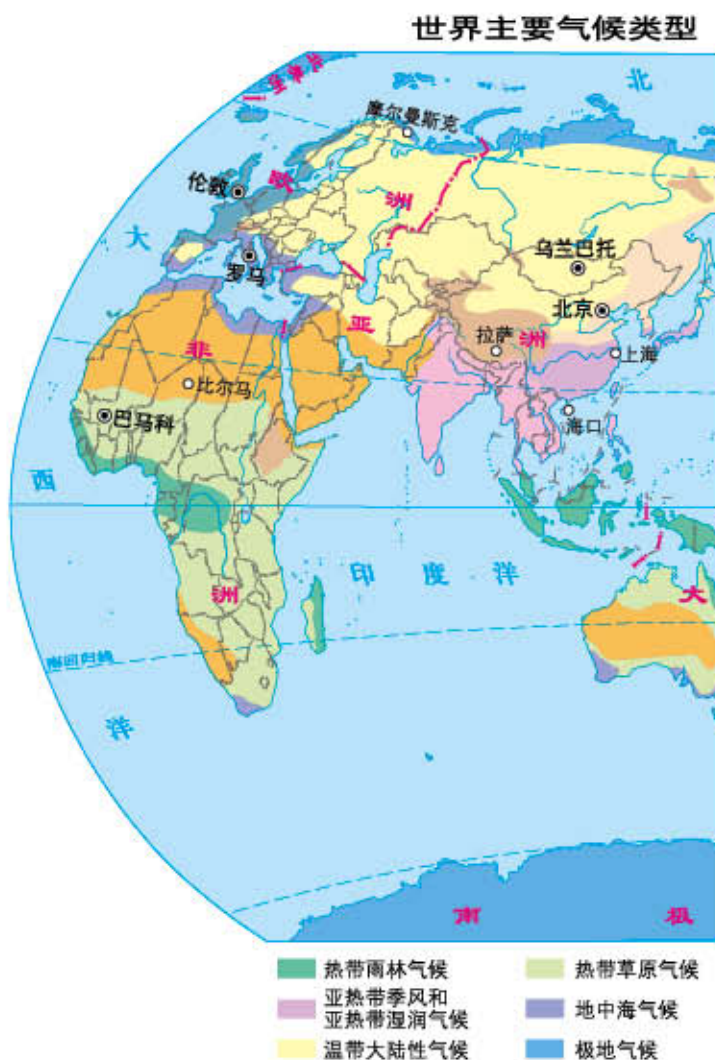 世界主要气候类型
北
摩尔曼斯克
欧
伦敦
洲
大
乌兰巴托
罗马
北京
亚
洲
非
拉萨
上海
比尔马
巴马科
海口
西
印度洋
洲
大
南回归线
洋
南 极
热带雨林气候
热带草原气候
亚热带季风和
亚热带湿润气候
地中海气候
温带大陆性气候
极地气候